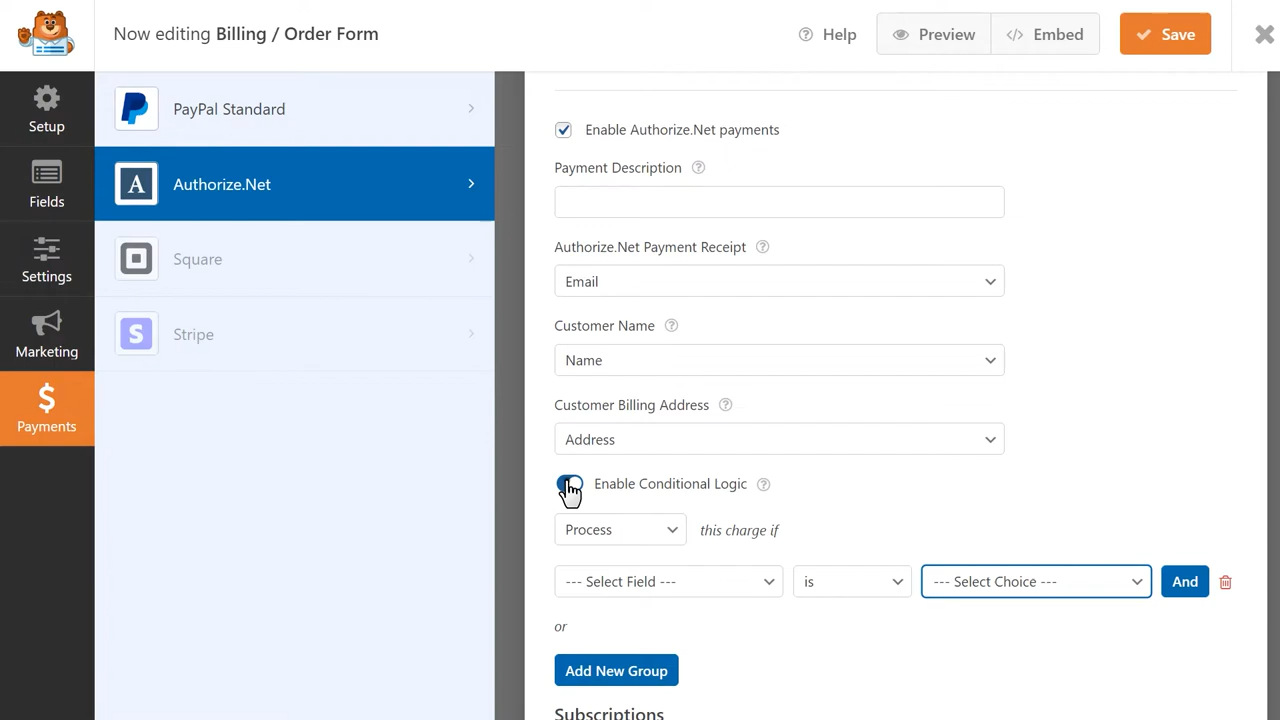 Now editing Billing / Order Form
Help
Preview
</> Embed
Save
Setup
Fields
Settings
Marketing
Payments
PayPal Standard
Authorize.Net
Square
Stripe
Enable Authorize.Net payments
Payment Description
Authorize.Net Payment Receipt
Email
Customer Name
Name
Customer Billing Address
Address
Enable Conditional Logic
Process this charge if
--- Select Field --- is --- Select Choice --- And
or
Add New Group
Subscriptions